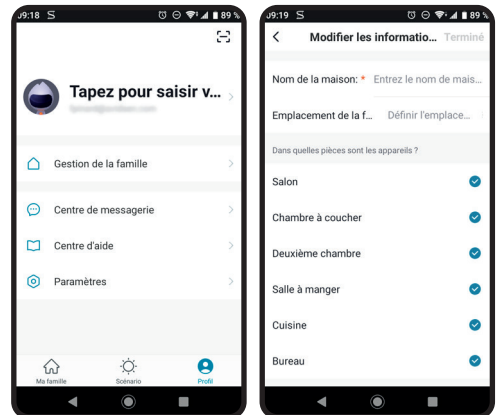 09:18 S
89 %
Tapez pour saisir v...
Gestion de la famille
Centre de messagerie
Centre d'aide
Paramètres
Ma famille
Scénario
Profil
09:19 S
89 %
Modifier les informatio... Terminé
Nom de la maison: * Entrez le nom de mais...
Emplacement de la f... Définir l'emplace...
Dans quelles pièces sont les appareils ?
Salon
Chambre à coucher
Deuxième chambre
Salle à manger
Cuisine
Bureau